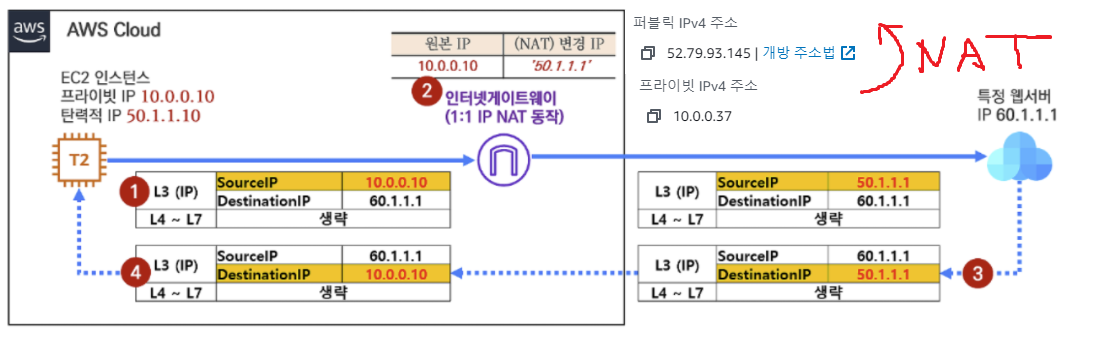 aws
AWS Cloud
원본 IP (NAT) 변경 IP
10.0.0.10 '50.1.1.1'
퍼블릭 IPv4 주소
52.79.93.145 | 개방 주소법
프라이빗 IPv4 주소
10.0.0.37
NAT
EC2 인스턴스
프라이빗 IP 10.0.0.10
탄력적 IP 50.1.1.10
2 인터넷게이트웨이
(1:1 IP NAT 동작)
특정 웹서버
IP 60.1.1.1
T2
1 L3 (IP) SourceIP 10.0.0.10
DestinationIP 60.1.1.1
L4 ~ L7 생략
L3 (IP) SourceIP 50.1.1.1
DestinationIP 60.1.1.1
L4 ~ L7 생략
4 L3 (IP) SourceIP 60.1.1.1
DestinationIP 10.0.0.10
L4 ~ L7 생략
L3 (IP) SourceIP 60.1.1.1
DestinationIP 50.1.1.1
L4 ~ L7 생략
3